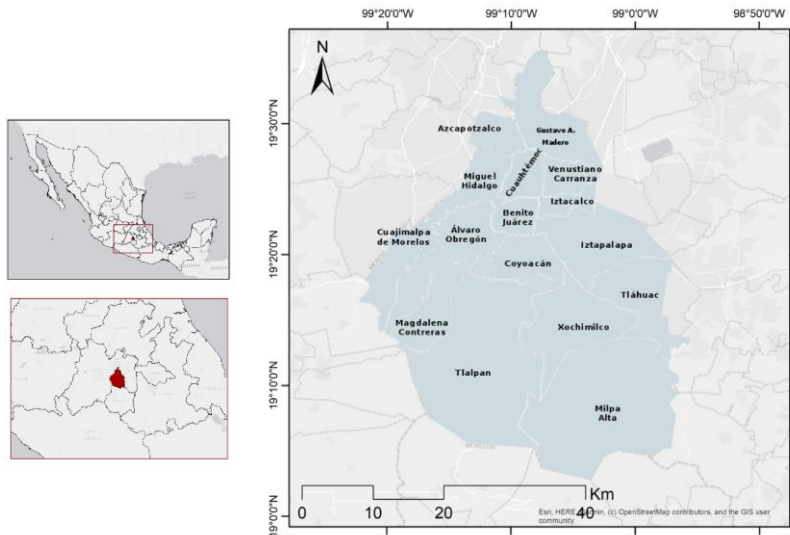 99°20'0"W 99°10'0"W 99°0'0"W 98°50'0"W
N
19°30'0"N
19°20'0"N
19°10'0"N
19°0'0"N
Azcapotzalco
Gustavo A.
Madero
Cuauhtémoc
Miguel
Hidalgo
Venustiano
Carranza
Iztacalco
Benito
Juárez
Cuajimalpa
de Morelos
Álvaro
Obregón
Iztapalapa
Coyoacán
Tláhuac
Magdalena
Contreras
Xochimilco
Tlalpan
Milpa
Alta
Km
0 10 20 40
Esri, HERE, Garmin, (c) OpenStreetMap contributors, and the GIS user
community